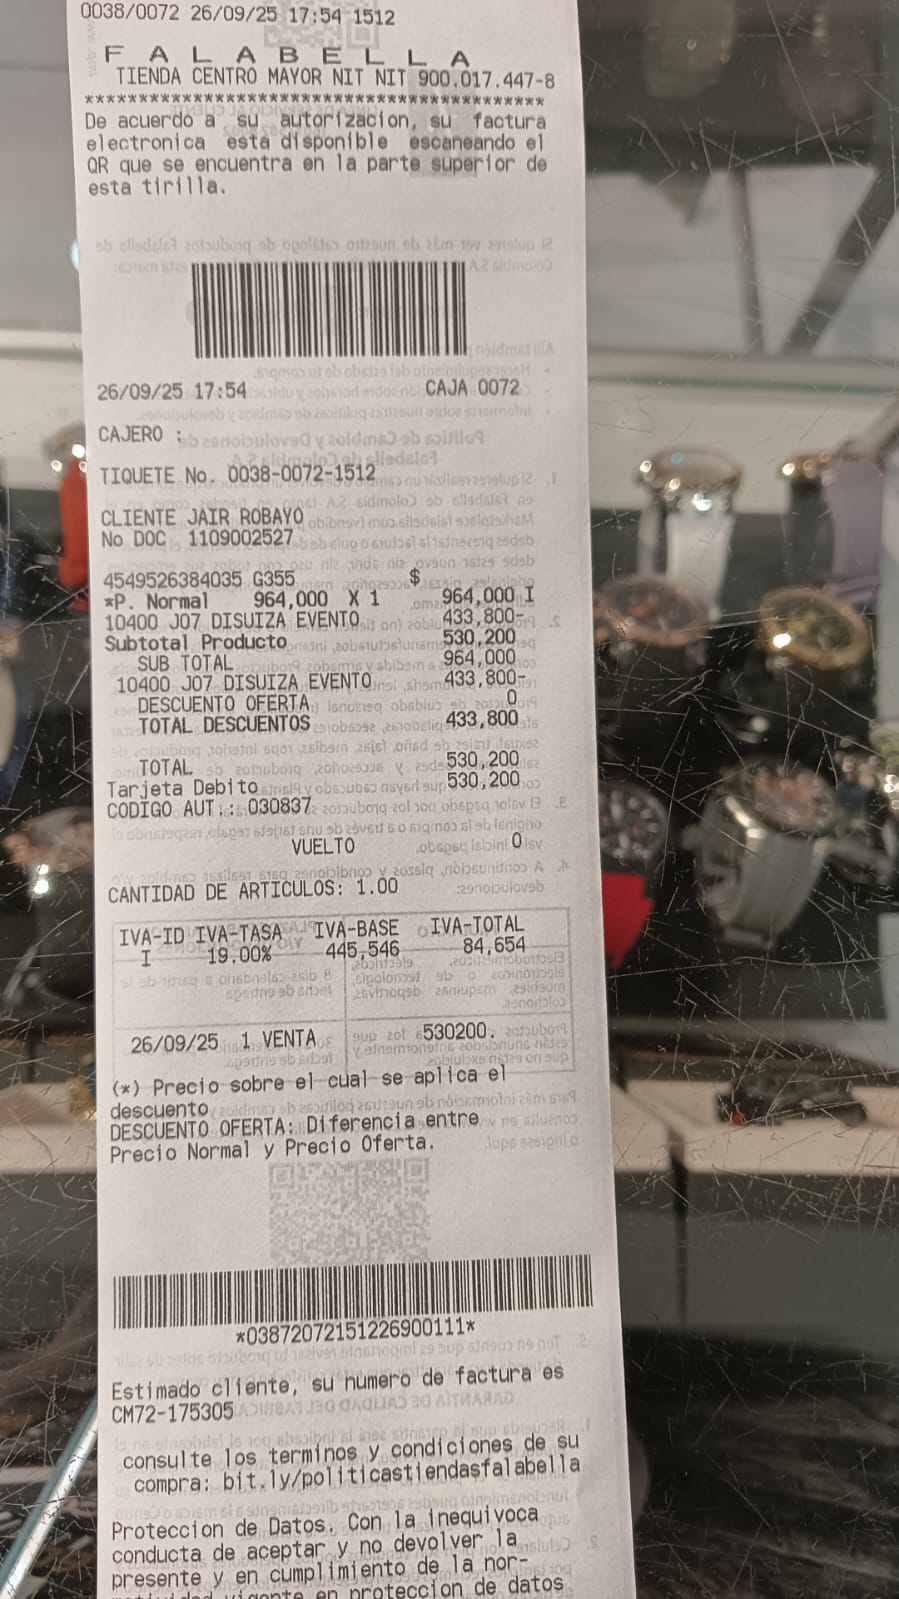 0038/0072 26/09/25 17:54 1512
F A L A B E L L A
TIENDA CENTRO MAYOR NIT NIT 900.017.447-8
*******************************************
De acuerdo a su autorizacion, su factura
electronica esta disponible escaneando el
QR que se encuentra en la parte superior de
esta tirilla.
26/09/25 17:54 CAJA 0072
CAJERO :
TIQUETE No. 0038-0072-1512
CLIENTE JAIR ROBAYO
No DOC 1109002527
4549526384035 G355 $
*P. Normal 964,000 X 1 964,000 I
10400 J07 DISUIZA EVENTO 433,800-
Subtotal Producto 530,200
SUB TOTAL 964,000
10400 J07 DISUIZA EVENTO 433,800-
DESCUENTO OFERTA 0
TOTAL DESCUENTOS 433,800
TOTAL 530,200
Tarjeta Debito 530,200
CODIGO AUT.: 030837
VUELTO 0
CANTIDAD DE ARTICULOS: 1.00
IVA-ID IVA-TASA IVA-BASE IVA-TOTAL
I 19.00% 445,546 84,654
26/09/25 1 VENTA 530200.
(*) Precio sobre el cual se aplica el
descuento
DESCUENTO OFERTA: Diferencia entre
Precio Normal y Precio Oferta.
*03872072151226900111*
Estimado cliente, su numero de factura es
CM72-175305
consulte los terminos y condiciones de su
compra: bit.ly/politicastiendasfalabella
Proteccion de Datos. Con la inequivoca
conducta de aceptar y no devolver la
presente y en cumplimiento de la nor-
matividad vigente en proteccion de datos